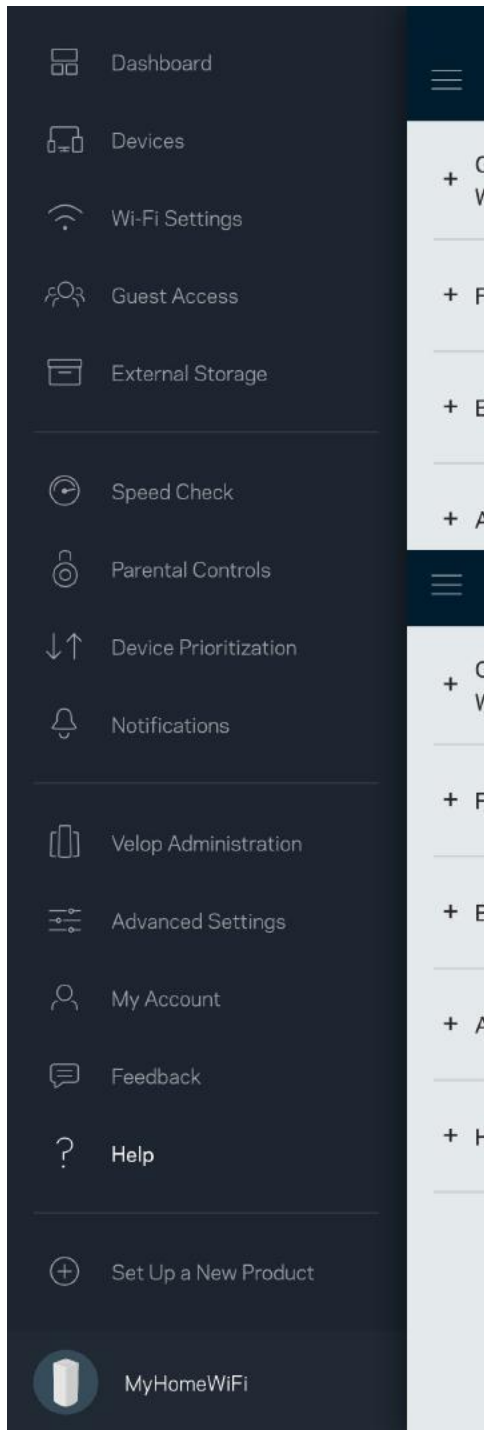 Dashboard
Devices
Wi-Fi Settings
Guest Access
External Storage
Speed Check
Parental Controls
Device Prioritization
Notifications
Velop Administration
Advanced Settings
My Account
Feedback
? Help
Set Up a New Product
MyHomeWiFi